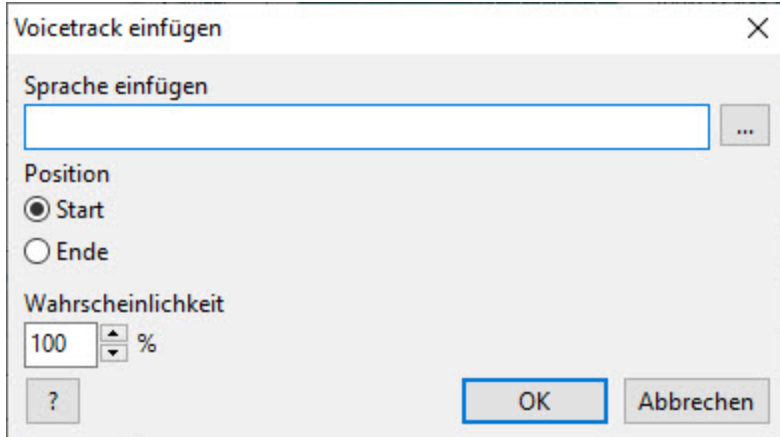 Voicetrack einfügen
Sprache einfügen
...
Position
Start
Ende
Wahrscheinlichkeit
100 %
? OK Abbrechen